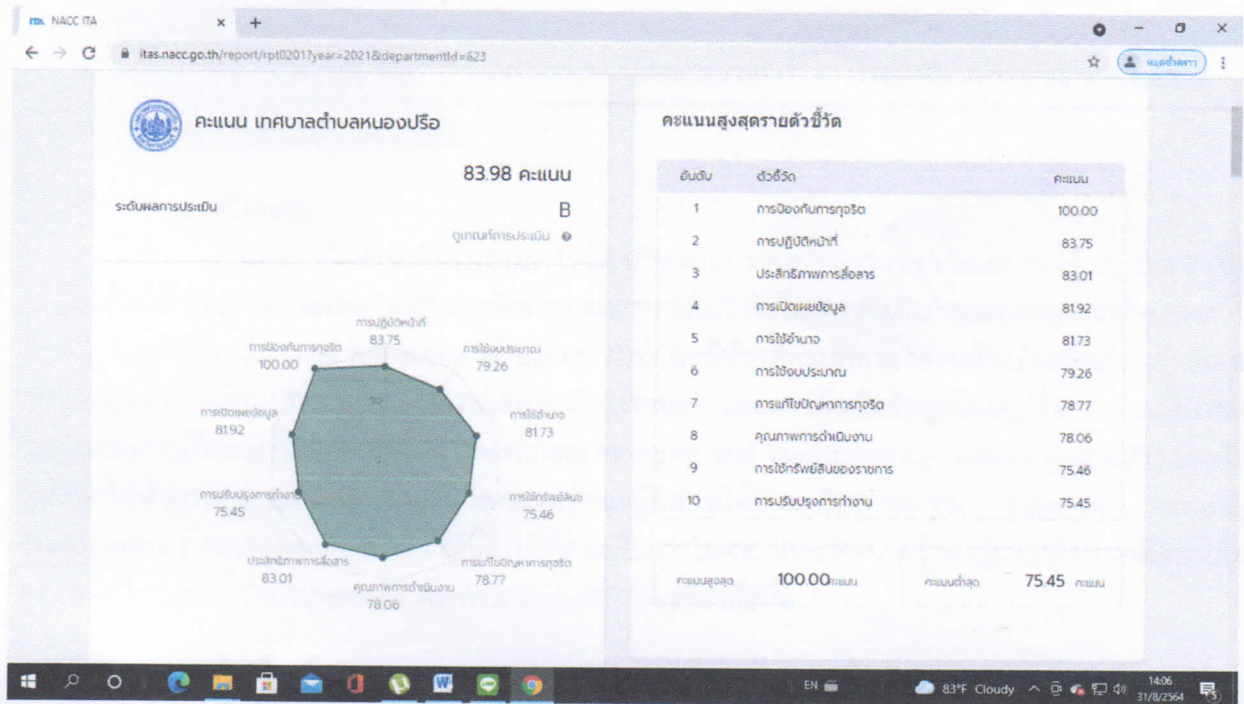 ITA NACC ITA
itas.nacc.go.th/report/rpt0201?year=2021&departmentId=623
คะแนน เทศบาลตำบลหนองปรือ
83.98 คะแนน
ระดับผลการประเมิน
B
ดูเกณฑ์การประเมิน
การปฏิบัติหน้าที่
83.75
การป้องกันการทุจริต
100.00
การใช้งบประมาณ
79.26
การเปิดเผยข้อมูล
81.92
การใช้อำนาจ
81.73
การปรับปรุงการทำงาน
75.45
การใช้ทรัพย์สินข
75.46
ประสิทธิภาพการสื่อสาร
83.01
การแก้ไขปัญหาการทุจริต
78.77
คุณภาพการดำเนินงาน
78.06
คะแนนสูงสุดรายตัวชี้วัด
อันดับ ตัวชี้วัด คะแนน
1 การป้องกันการทุจริต 100.00
2 การปฏิบัติหน้าที่ 83.75
3 ประสิทธิภาพการสื่อสาร 83.01
4 การเปิดเผยข้อมูล 81.92
5 การใช้อำนาจ 81.73
6 การใช้งบประมาณ 79.26
7 การแก้ไขปัญหาการทุจริต 78.77
8 คุณภาพการดำเนินงาน 78.06
9 การใช้ทรัพย์สินของราชการ 75.46
10 การปรับปรุงการทำงาน 75.45
คะแนนสูงสุด 100.00 คะแนน คะแนนต่ำสุด 75.45 คะแนน
EN 83°F Cloudy 14:06
31/8/2564